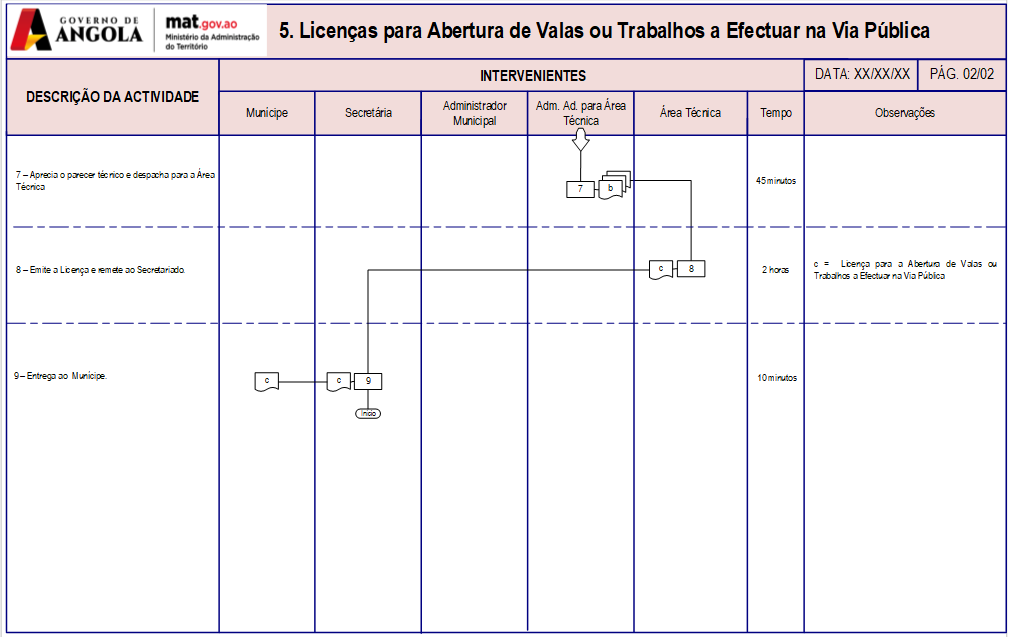 GOVERNO DE
ANGOLA
mat.gov.ao
Ministério da Administração
do Território
5. Licenças para Abertura de Valas ou Trabalhos a Efectuar na Via Pública
DESCRIÇÃO DA ACTIVIDADE
INTERVENIENTES
DATA: XX/XX/XX
PÁG. 02/02
Munícipe
Secretária
Administrador
Municipal
Adm. Ad. para Área
Técnica
Área Técnica
Tempo
Observações
7 – Aprecia o parecer técnico e despacha para a Área
Técnica
7
b
45 minutos
8 – Emite a Licença e remete ao Secretariado.
c
8
2 horas
c = Licença para a Abertura de Valas ou
Trabalhos a Efectuar na Via Pública
9 – Entrega ao Munícipe.
c
c
9
10 minutos
Início